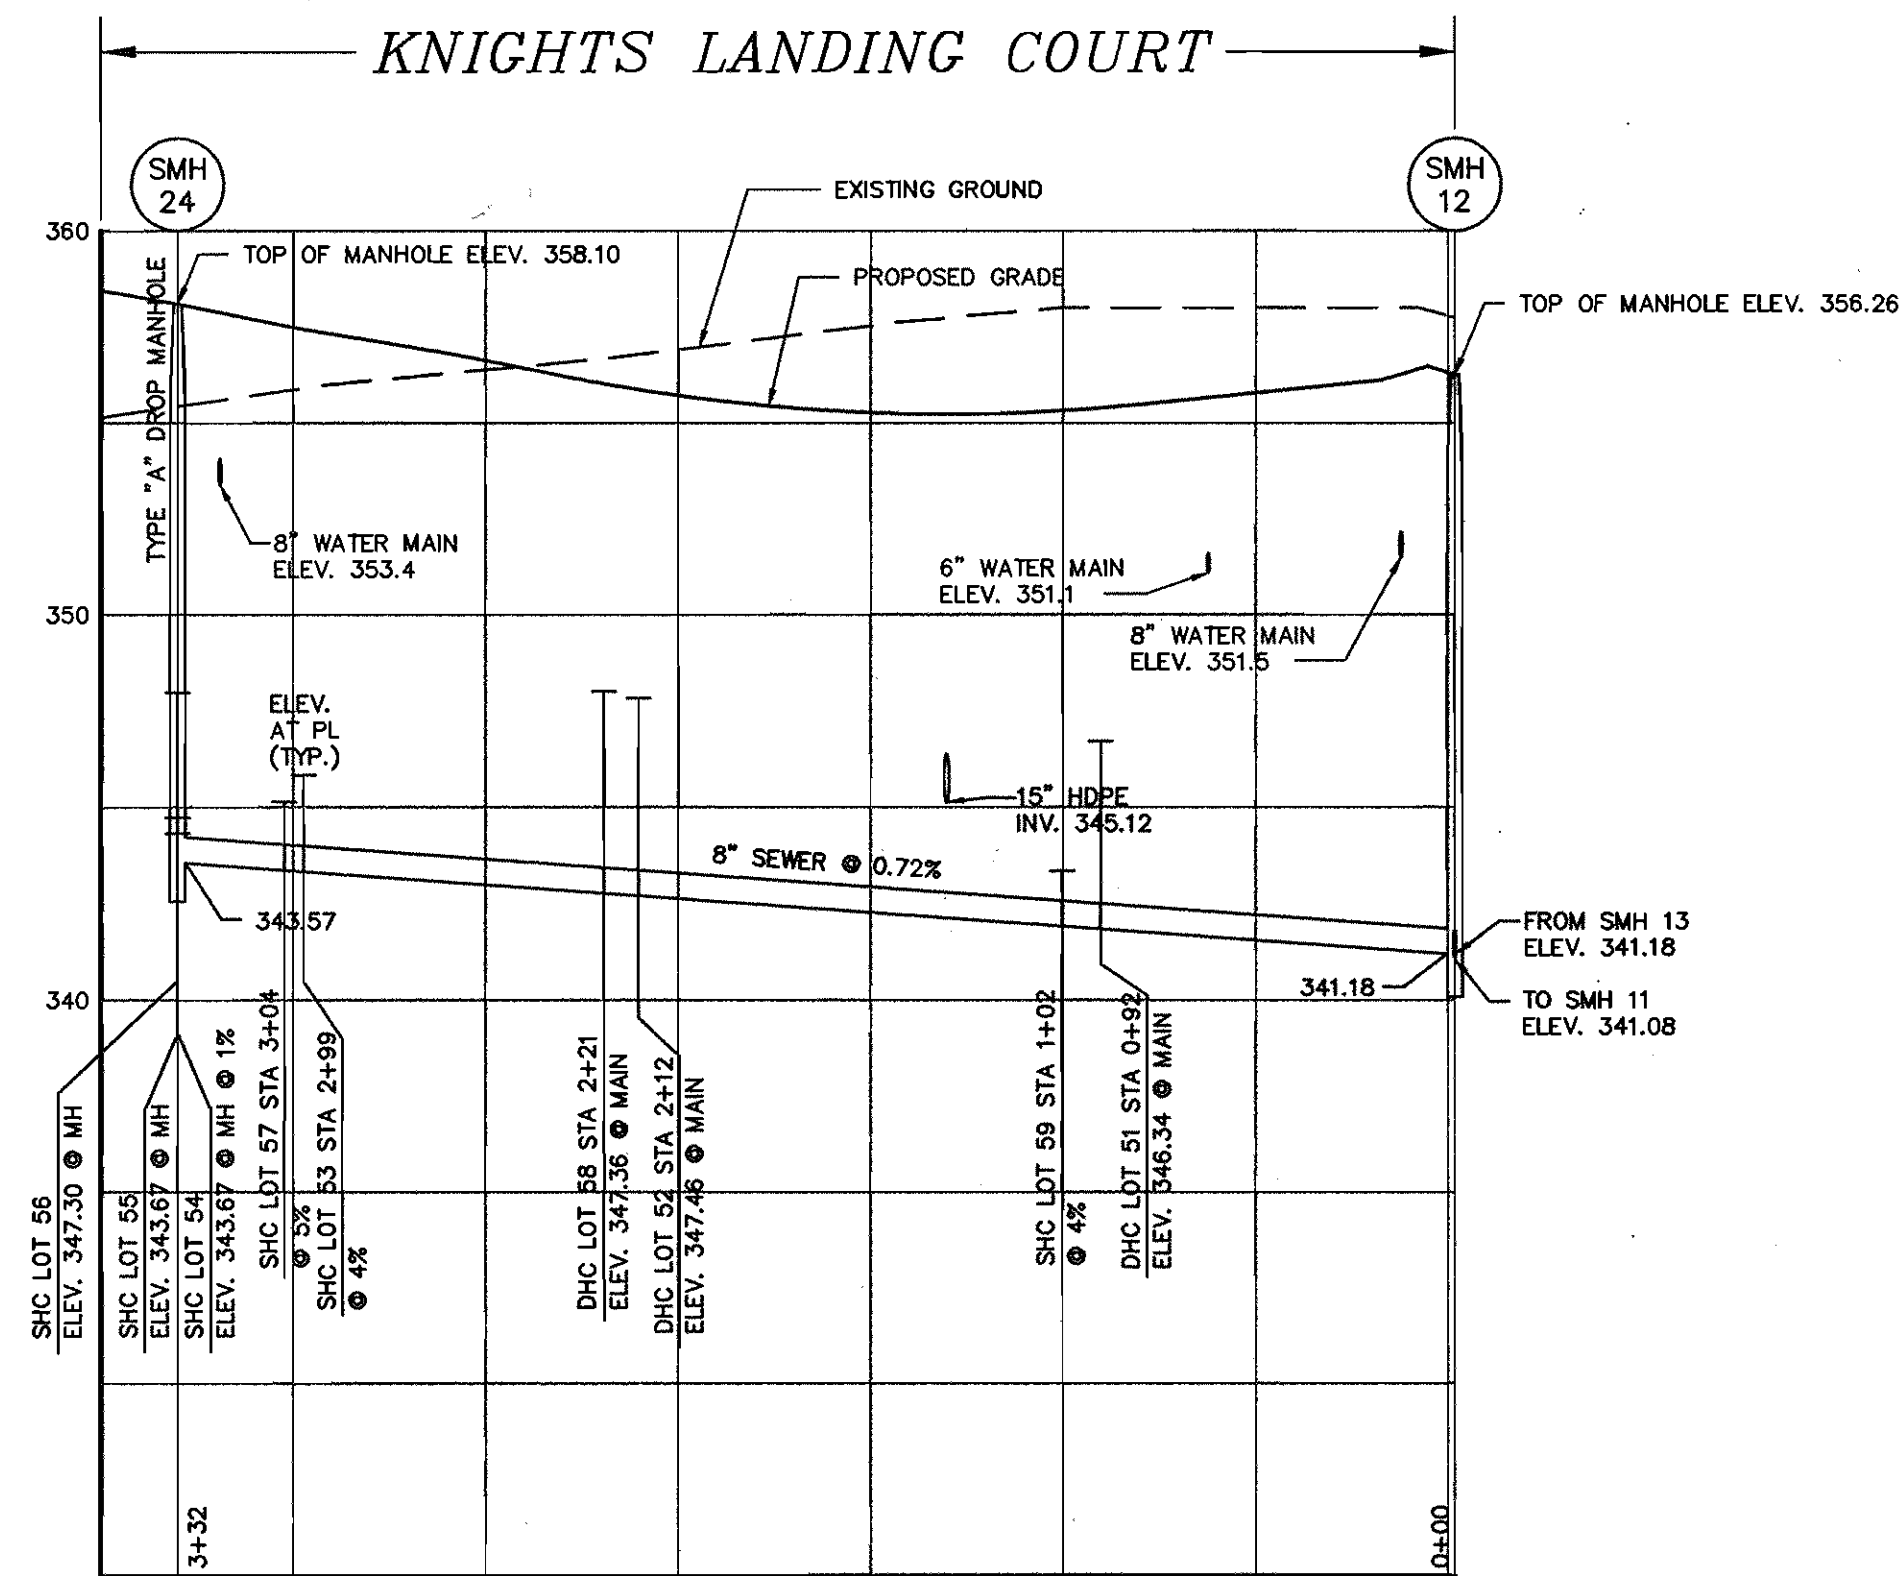 KNIGHTS LANDING COURT
SMH
24
SMH
12
360
350
340
EXISTING GROUND
TOP OF MANHOLE ELEV. 358.10
PROPOSED GRADE
TOP OF MANHOLE ELEV. 356.26
TYPE "A" DROP MANHOLE
8" WATER MAIN
ELEV. 353.4
6" WATER MAIN
ELEV. 351.1
8" WATER MAIN
ELEV. 351.5
ELEV.
AT PL
(TYP.)
15" HDPE
INV. 345.12
8" SEWER @ 0.72%
343.57
341.18
FROM SMH 13
ELEV. 341.18
TO SMH 11
ELEV. 341.08
SHC LOT 56
ELEV. 347.30 @ MH
SHC LOT 55
ELEV. 343.67 @ MH
SHC LOT 54
ELEV. 343.67 @ MH @ 1%
SHC LOT 57 STA 3+04
@ 5%
SHC LOT 53 STA 2+99
@ 4%
DHC LOT 58 STA 2+21
ELEV. 347.36 @ MAIN
DHC LOT 52 STA 2+12
ELEV. 347.46 @ MAIN
SHC LOT 59 STA 1+02
@ 4%
DHC LOT 51 STA 0+92
ELEV. 346.34 @ MAIN
3+32
0+00